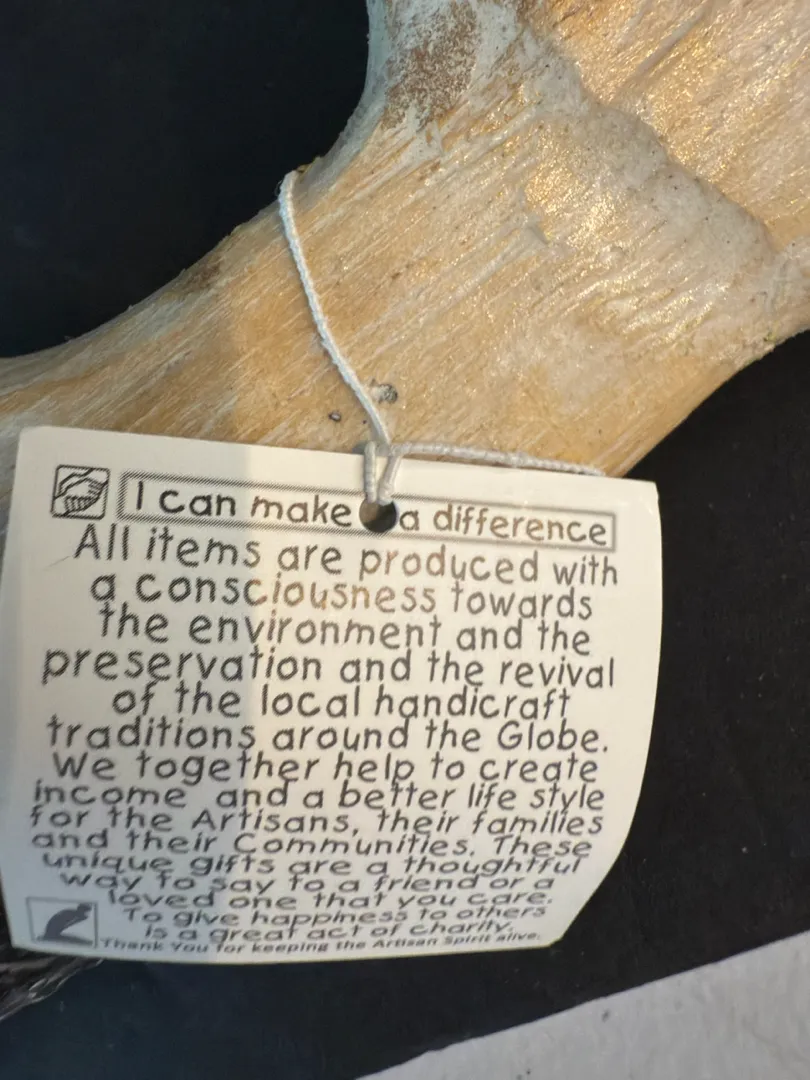 I can make a difference
All items are produced with
a consciousness towards
the environment and the
preservation and the revival
of the local handicraft
traditions around the Globe.
We together help to create
income and a better life style
for the Artisans, their families
and their Communities. These
unique gifts are a thoughtful
way to say to a friend or a
loved one that you care.
To give happiness to others
is a great act of charity.
Thank You for keeping the Artisan Spirit alive.